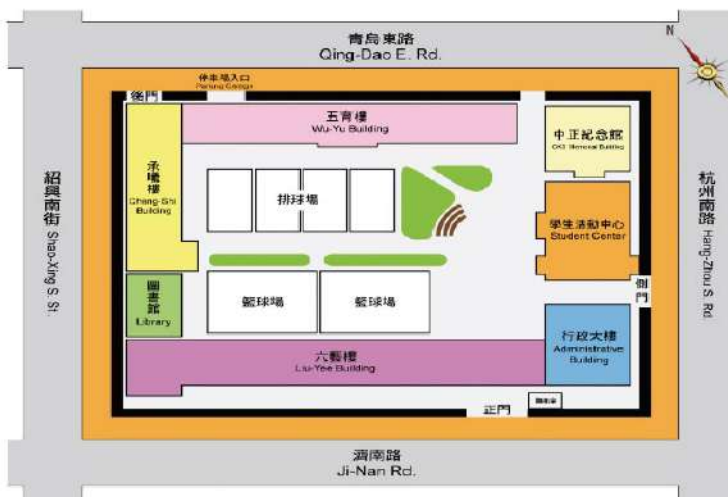 青島東路
Qing-Dao E. Rd.
N
停車場入口
後門
五育樓
Wu-Yu Building
中正紀念館
CKS Memorial Building
承曦樓
Cheng-Shi
Building
排球場
學生活動中心
Student Center
紹興南街 Shao-Xing S. St.
杭州南路 Hang-Zhou S. Rd.
側門
圖書館
Library
籃球場
籃球場
行政大樓
Administrative
Building
六藝樓
Liu-Yee Building
正門
濟南路
Ji-Nan Rd.